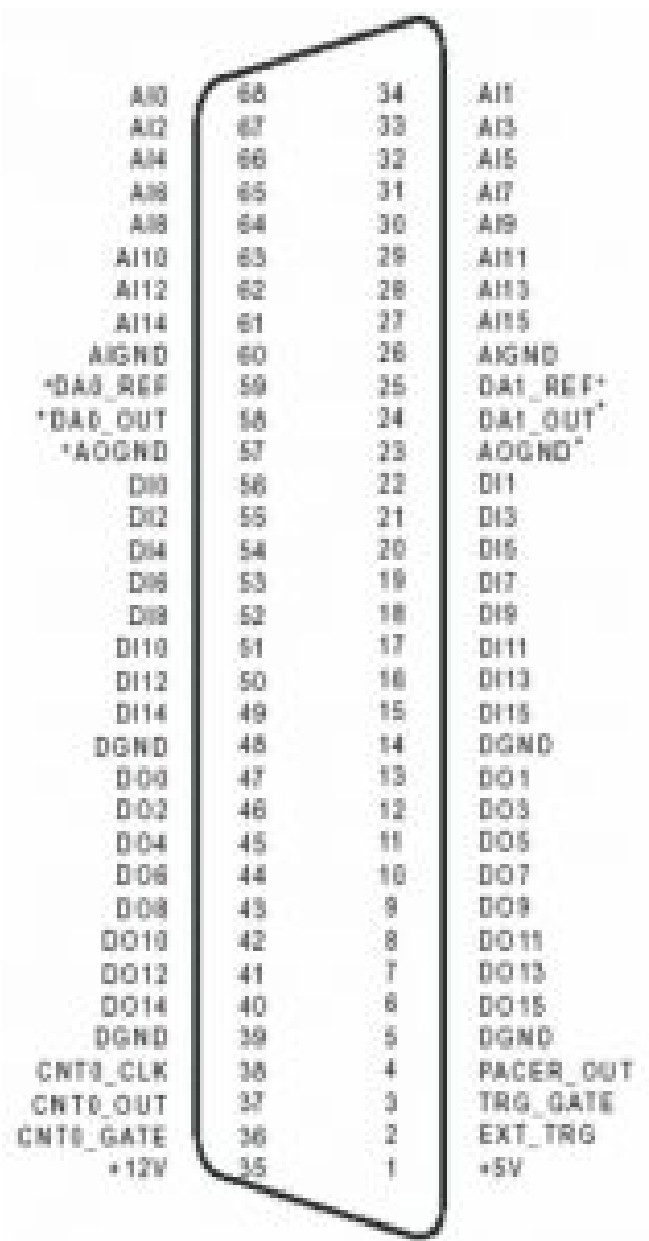 AI0 68 34 AI1
AI2 67 33 AI3
AI4 66 32 AI5
AI6 65 31 AI7
AI8 64 30 AI9
AI10 63 29 AI11
AI12 62 28 AI13
AI14 61 27 AI15
AIGND 60 26 AIGND
*DA0_REF 59 25 DA1_REF*
*DA0_OUT 58 24 DA1_OUT*
*AOGND 57 23 AOGND*
DI0 56 22 DI1
DI2 55 21 DI3
DI4 54 20 DI5
DI6 53 19 DI7
DI8 52 18 DI9
DI10 51 17 DI11
DI12 50 16 DI13
DI14 49 15 DI15
DGND 48 14 DGND
DO0 47 13 DO1
DO2 46 12 DO3
DO4 45 11 DO5
DO6 44 10 DO7
DO8 43 9 DO9
DO10 42 8 DO11
DO12 41 7 DO13
DO14 40 6 DO15
DGND 39 5 DGND
CNT0_CLK 38 4 PACER_OUT
CNT0_OUT 37 3 TRG_GATE
CNT0_GATE 36 2 EXT_TRG
+12V 35 1 +5V